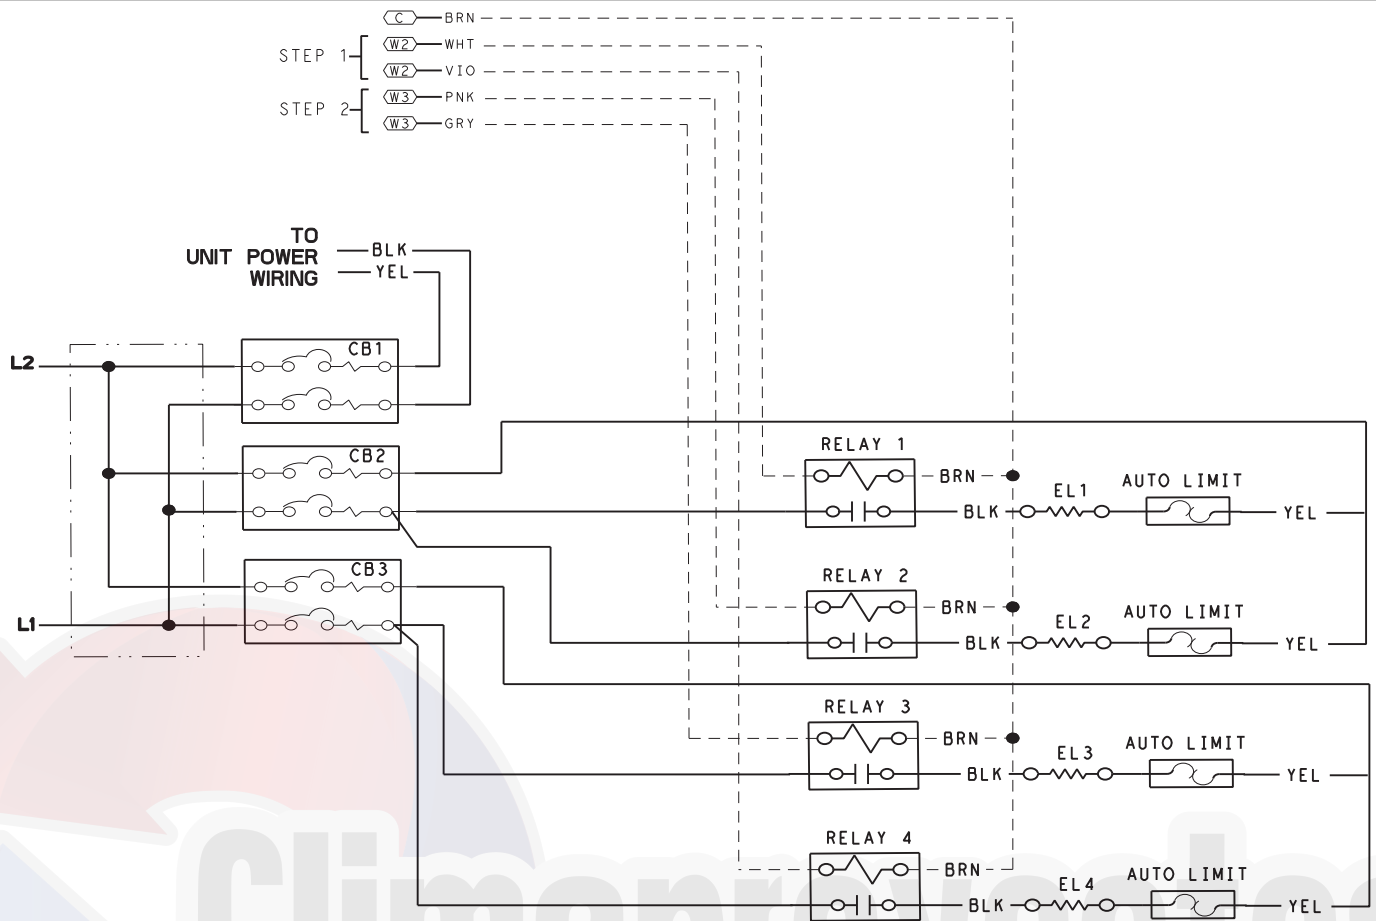 C BRN
STEP 1 W2 WHT
W2 VIO
STEP 2 W3 PNK
W3 GRY
TO
UNIT POWER
WIRING
BLK
YEL
L2
CB1
CB2
CB3
L1
RELAY 1
BRN
BLK
EL1
AUTO LIMIT
YEL
RELAY 2
BRN
BLK
EL2
AUTO LIMIT
YEL
RELAY 3
BRN
BLK
EL3
AUTO LIMIT
YEL
RELAY 4
BRN
BLK
EL4
AUTO LIMIT
YEL